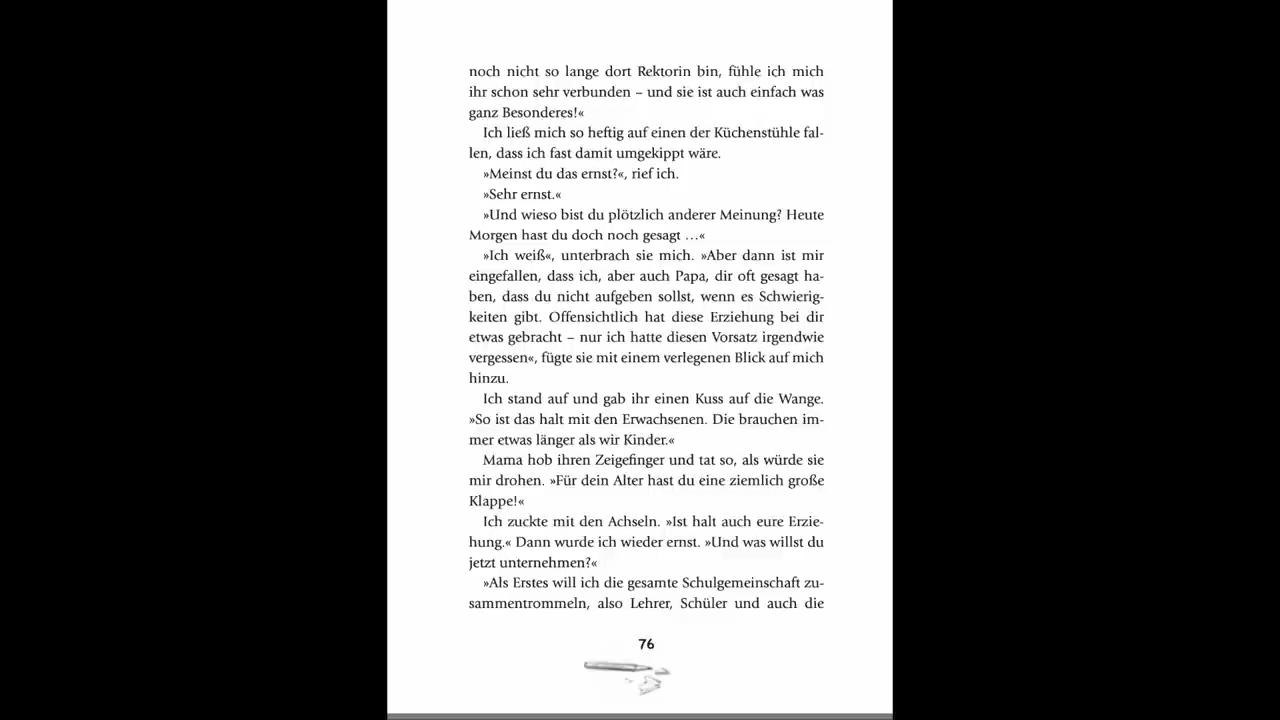 noch nicht so lange dort Rektorin bin, fühle ich mich
ihr schon sehr verbunden – und sie ist auch einfach was
ganz Besonderes!«
Ich ließ mich so heftig auf einen der Küchenstühle fal-
len, dass ich fast damit umgekippt wäre.
»Meinst du das ernst?«, rief ich.
»Sehr ernst.«
»Und wieso bist du plötzlich anderer Meinung? Heute
Morgen hast du doch noch gesagt …«
»Ich weiß«, unterbrach sie mich. »Aber dann ist mir
eingefallen, dass ich, aber auch Papa, dir oft gesagt ha-
ben, dass du nicht aufgeben sollst, wenn es Schwierig-
keiten gibt. Offensichtlich hat diese Erziehung bei dir
etwas gebracht – nur ich hatte diesen Vorsatz irgendwie
vergessen«, fügte sie mit einem verlegenen Blick auf mich
hinzu.
Ich stand auf und gab ihr einen Kuss auf die Wange.
»So ist das halt mit den Erwachsenen. Die brauchen im-
mer etwas länger als wir Kinder.«
Mama hob ihren Zeigefinger und tat so, als würde sie
mir drohen. »Für dein Alter hast du eine ziemlich große
Klappe!«
Ich zuckte mit den Achseln. »Ist halt auch eure Erzie-
hung.« Dann wurde ich wieder ernst. »Und was willst du
jetzt unternehmen?«
»Als Erstes will ich die gesamte Schulgemeinschaft zu-
sammentrommeln, also Lehrer, Schüler und auch die
76